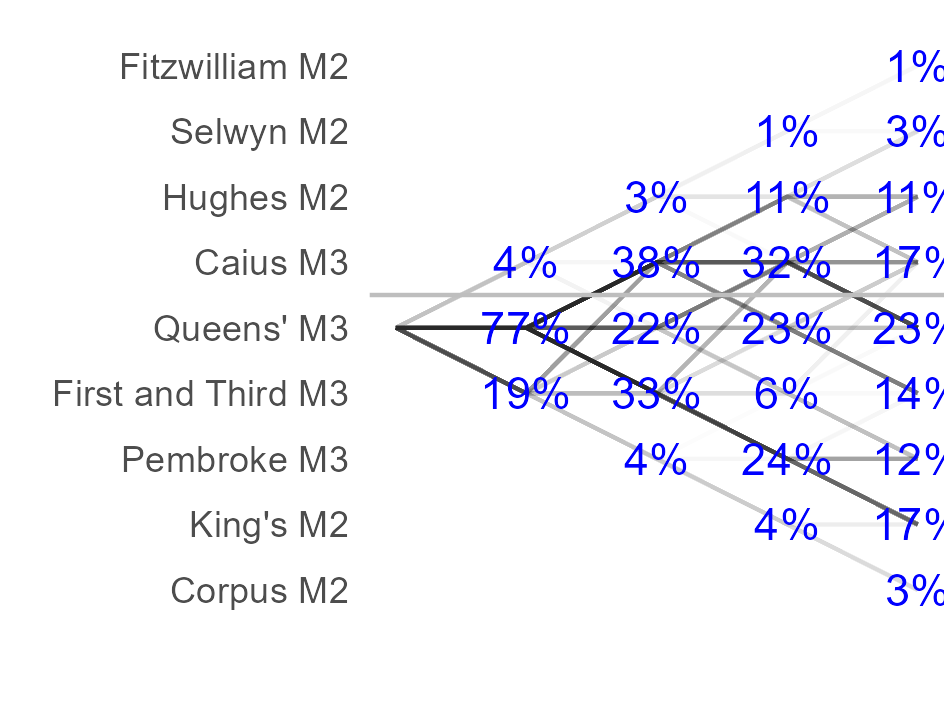 Fitzwilliam M2 1%
Selwyn M2 1% 3%
Hughes M2 3% 11% 11%
Caius M3 4% 38% 32% 17%
Queens' M3 77% 22% 23% 23%
First and Third M3 19% 33% 6% 14%
Pembroke M3 4% 24% 12%
King's M2 4% 17%
Corpus M2 3%